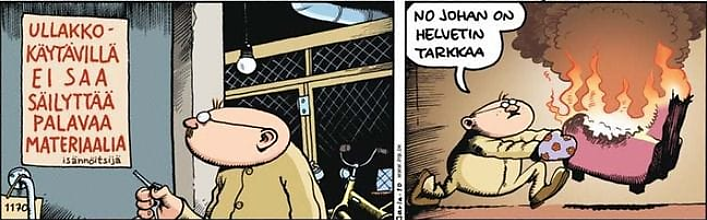 ULLAKKO-
KÄYTÄVILLÄ
EI SAA
SÄILYTTÄÄ
PALAVAA
MATERIAALIA
isännöitsijä
1170
NO JOHAN ON
HELVETIN
TARKKAA